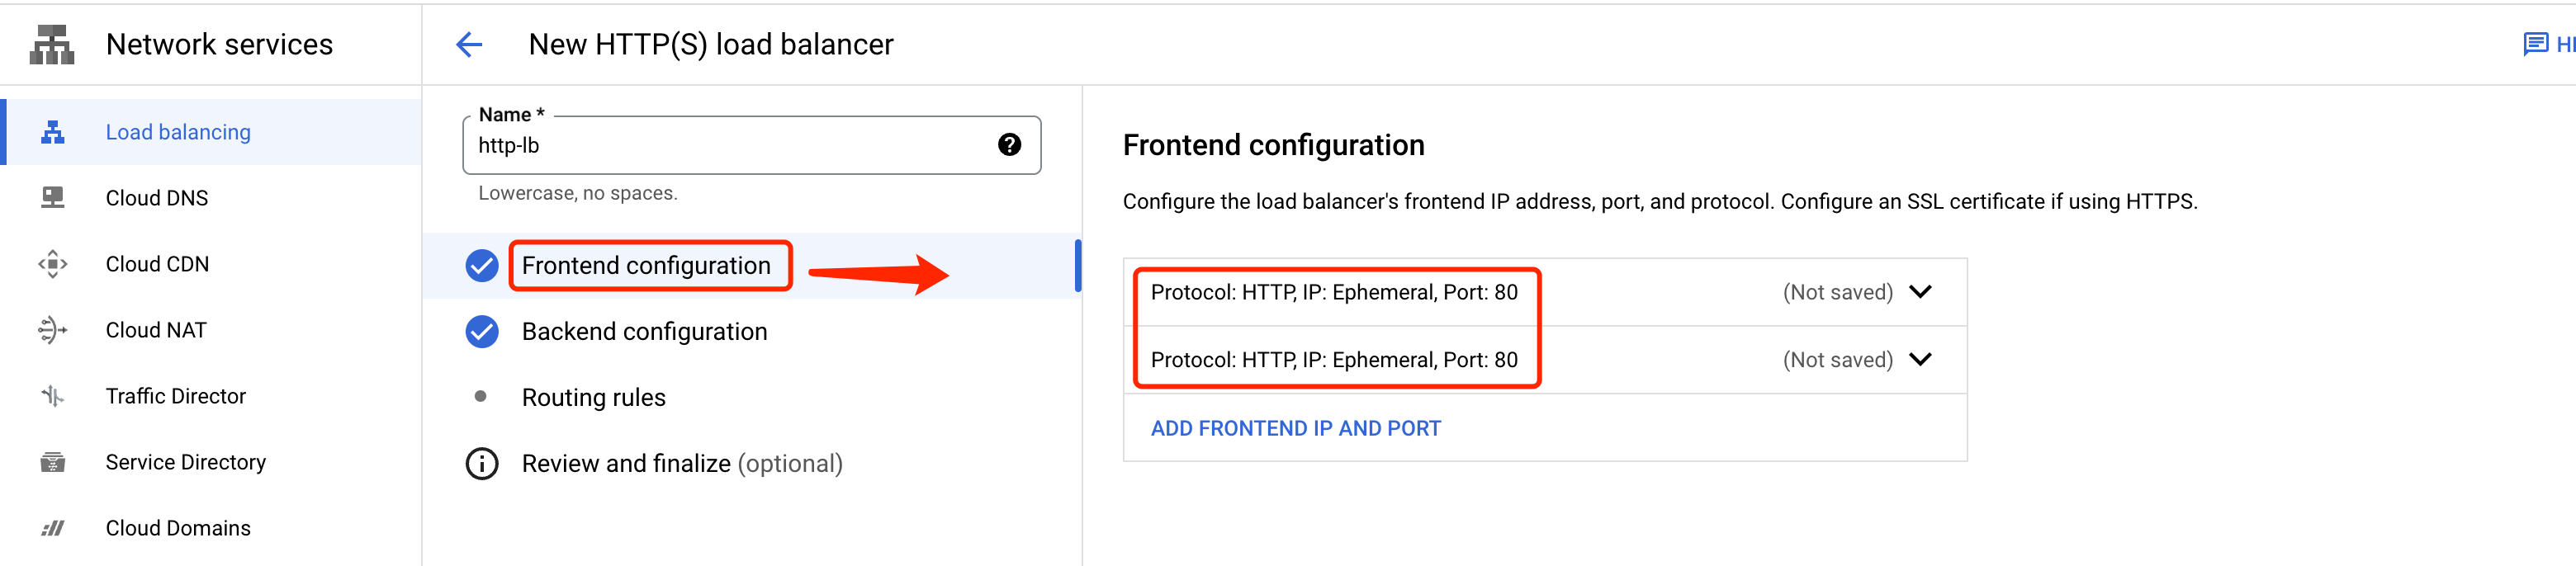 Network services
New HTTP(S) load balancer
Load balancing
Cloud DNS
Cloud CDN
Cloud NAT
Traffic Director
Service Directory
Cloud Domains
Name *
http-lb
Lowercase, no spaces.
Frontend configuration
Backend configuration
Routing rules
Review and finalize (optional)
Frontend configuration
Configure the load balancer's frontend IP address, port, and protocol. Configure an SSL certificate if using HTTPS.
Protocol: HTTP, IP: Ephemeral, Port: 80 (Not saved)
Protocol: HTTP, IP: Ephemeral, Port: 80 (Not saved)
ADD FRONTEND IP AND PORT